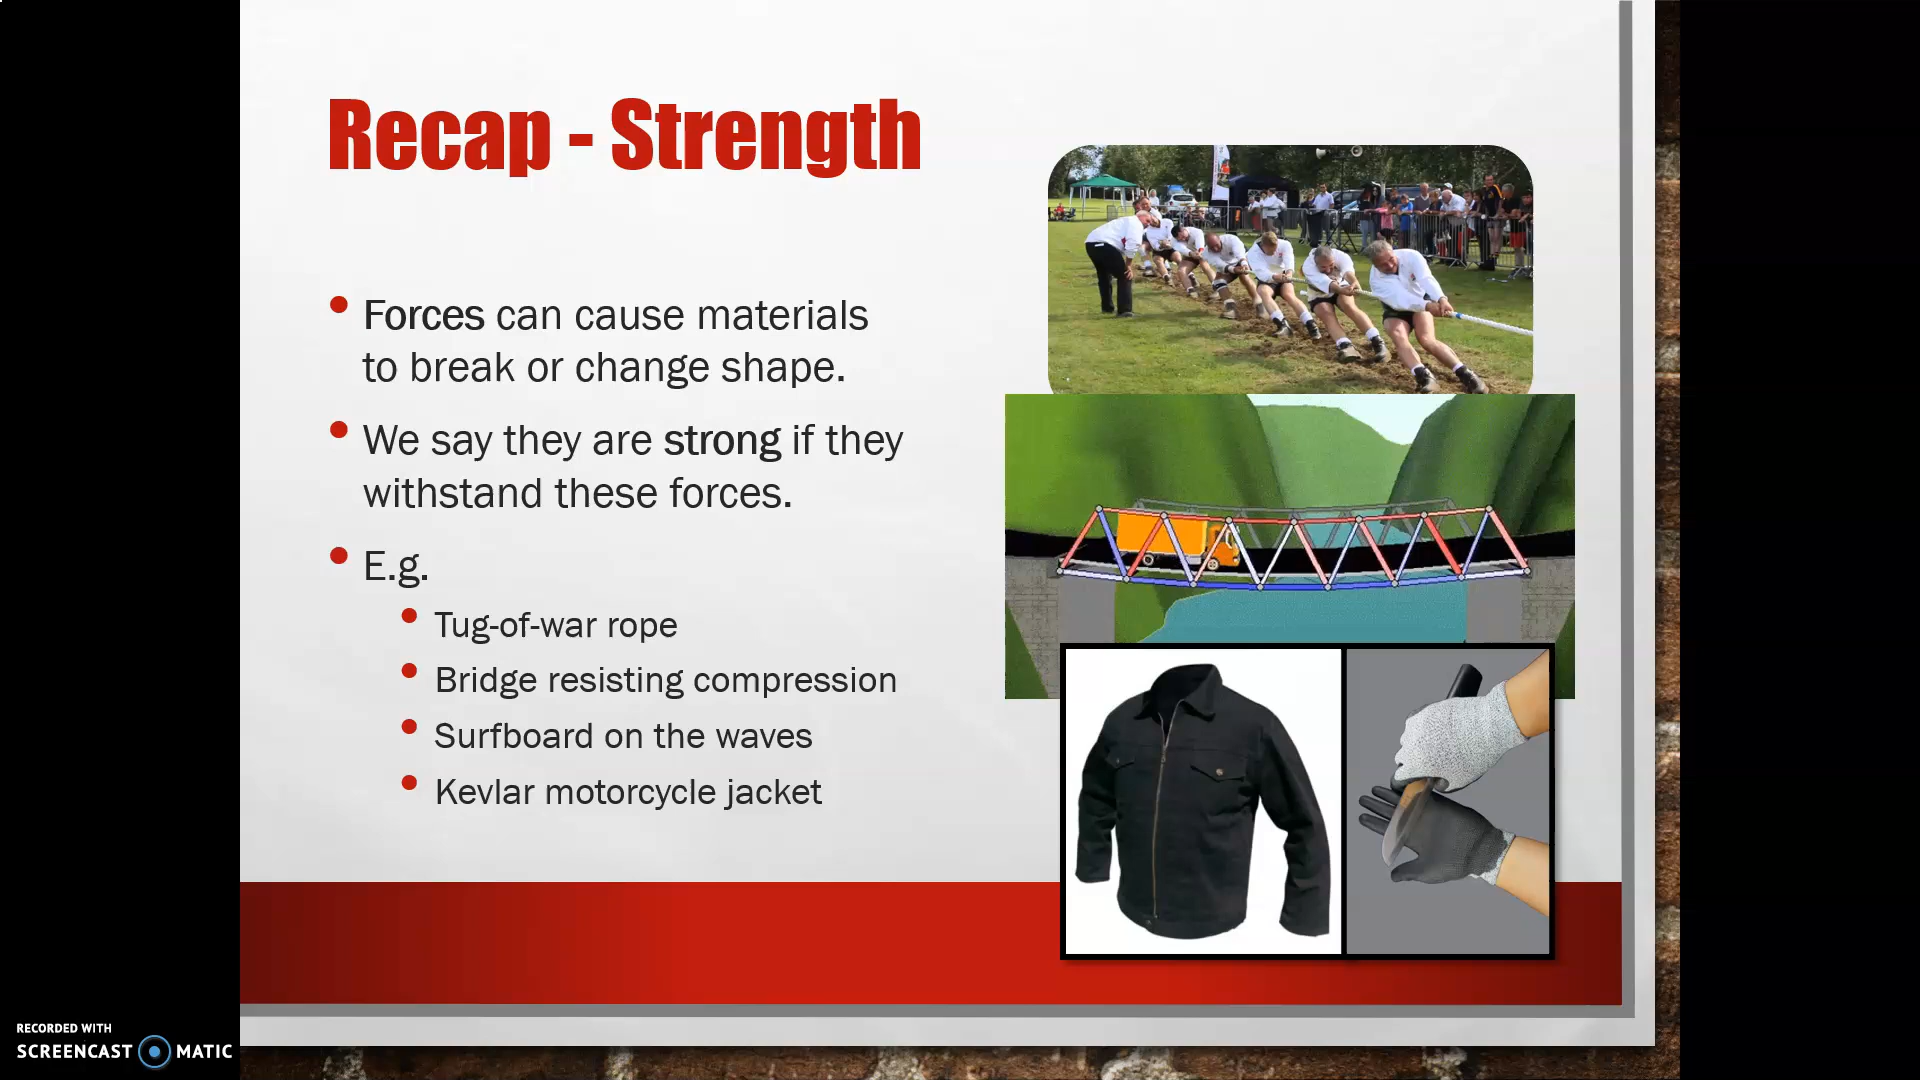 Recap - Strength
Forces can cause materials
to break or change shape.
We say they are strong if they
withstand these forces.
E.g.
Tug-of-war rope
Bridge resisting compression
Surfboard on the waves
Kevlar motorcycle jacket
RECORDED WITH
SCREENCAST MATIC